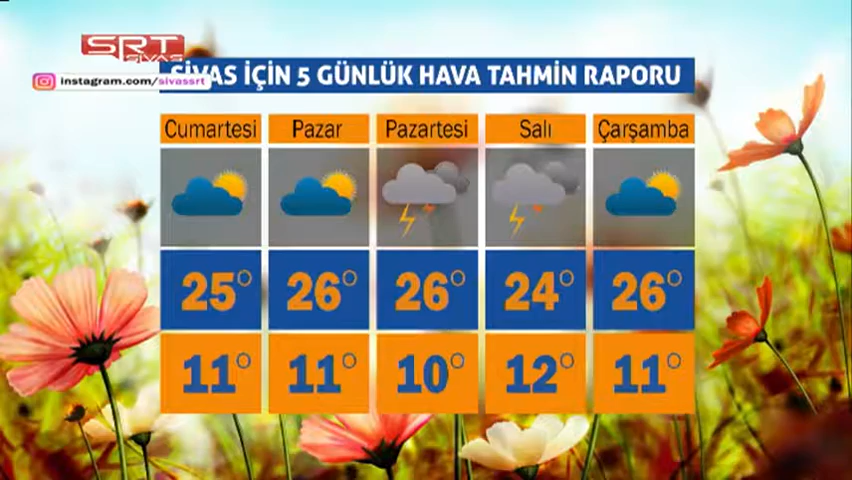 SRT
SİVAS
instagram.com/sivassrt
SİVAS İÇİN 5 GÜNLÜK HAVA TAHMİN RAPORU
Cumartesi Pazar Pazartesi Salı Çarşamba
25° 26° 26° 24° 26°
11° 11° 10° 12° 11°